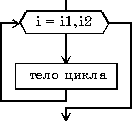 i = i1,i2
тело цикла